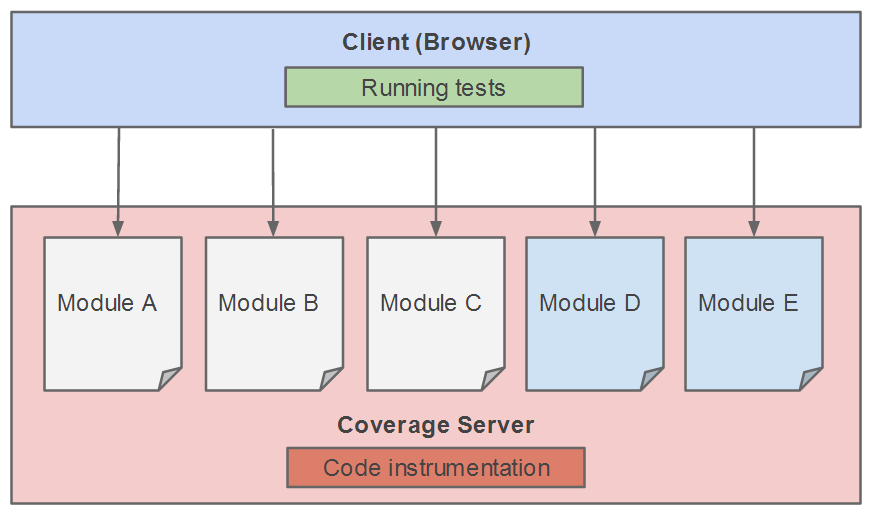 Client (Browser)
Running tests
Module A
Module B
Module C
Module D
Module E
Coverage Server
Code instrumentation